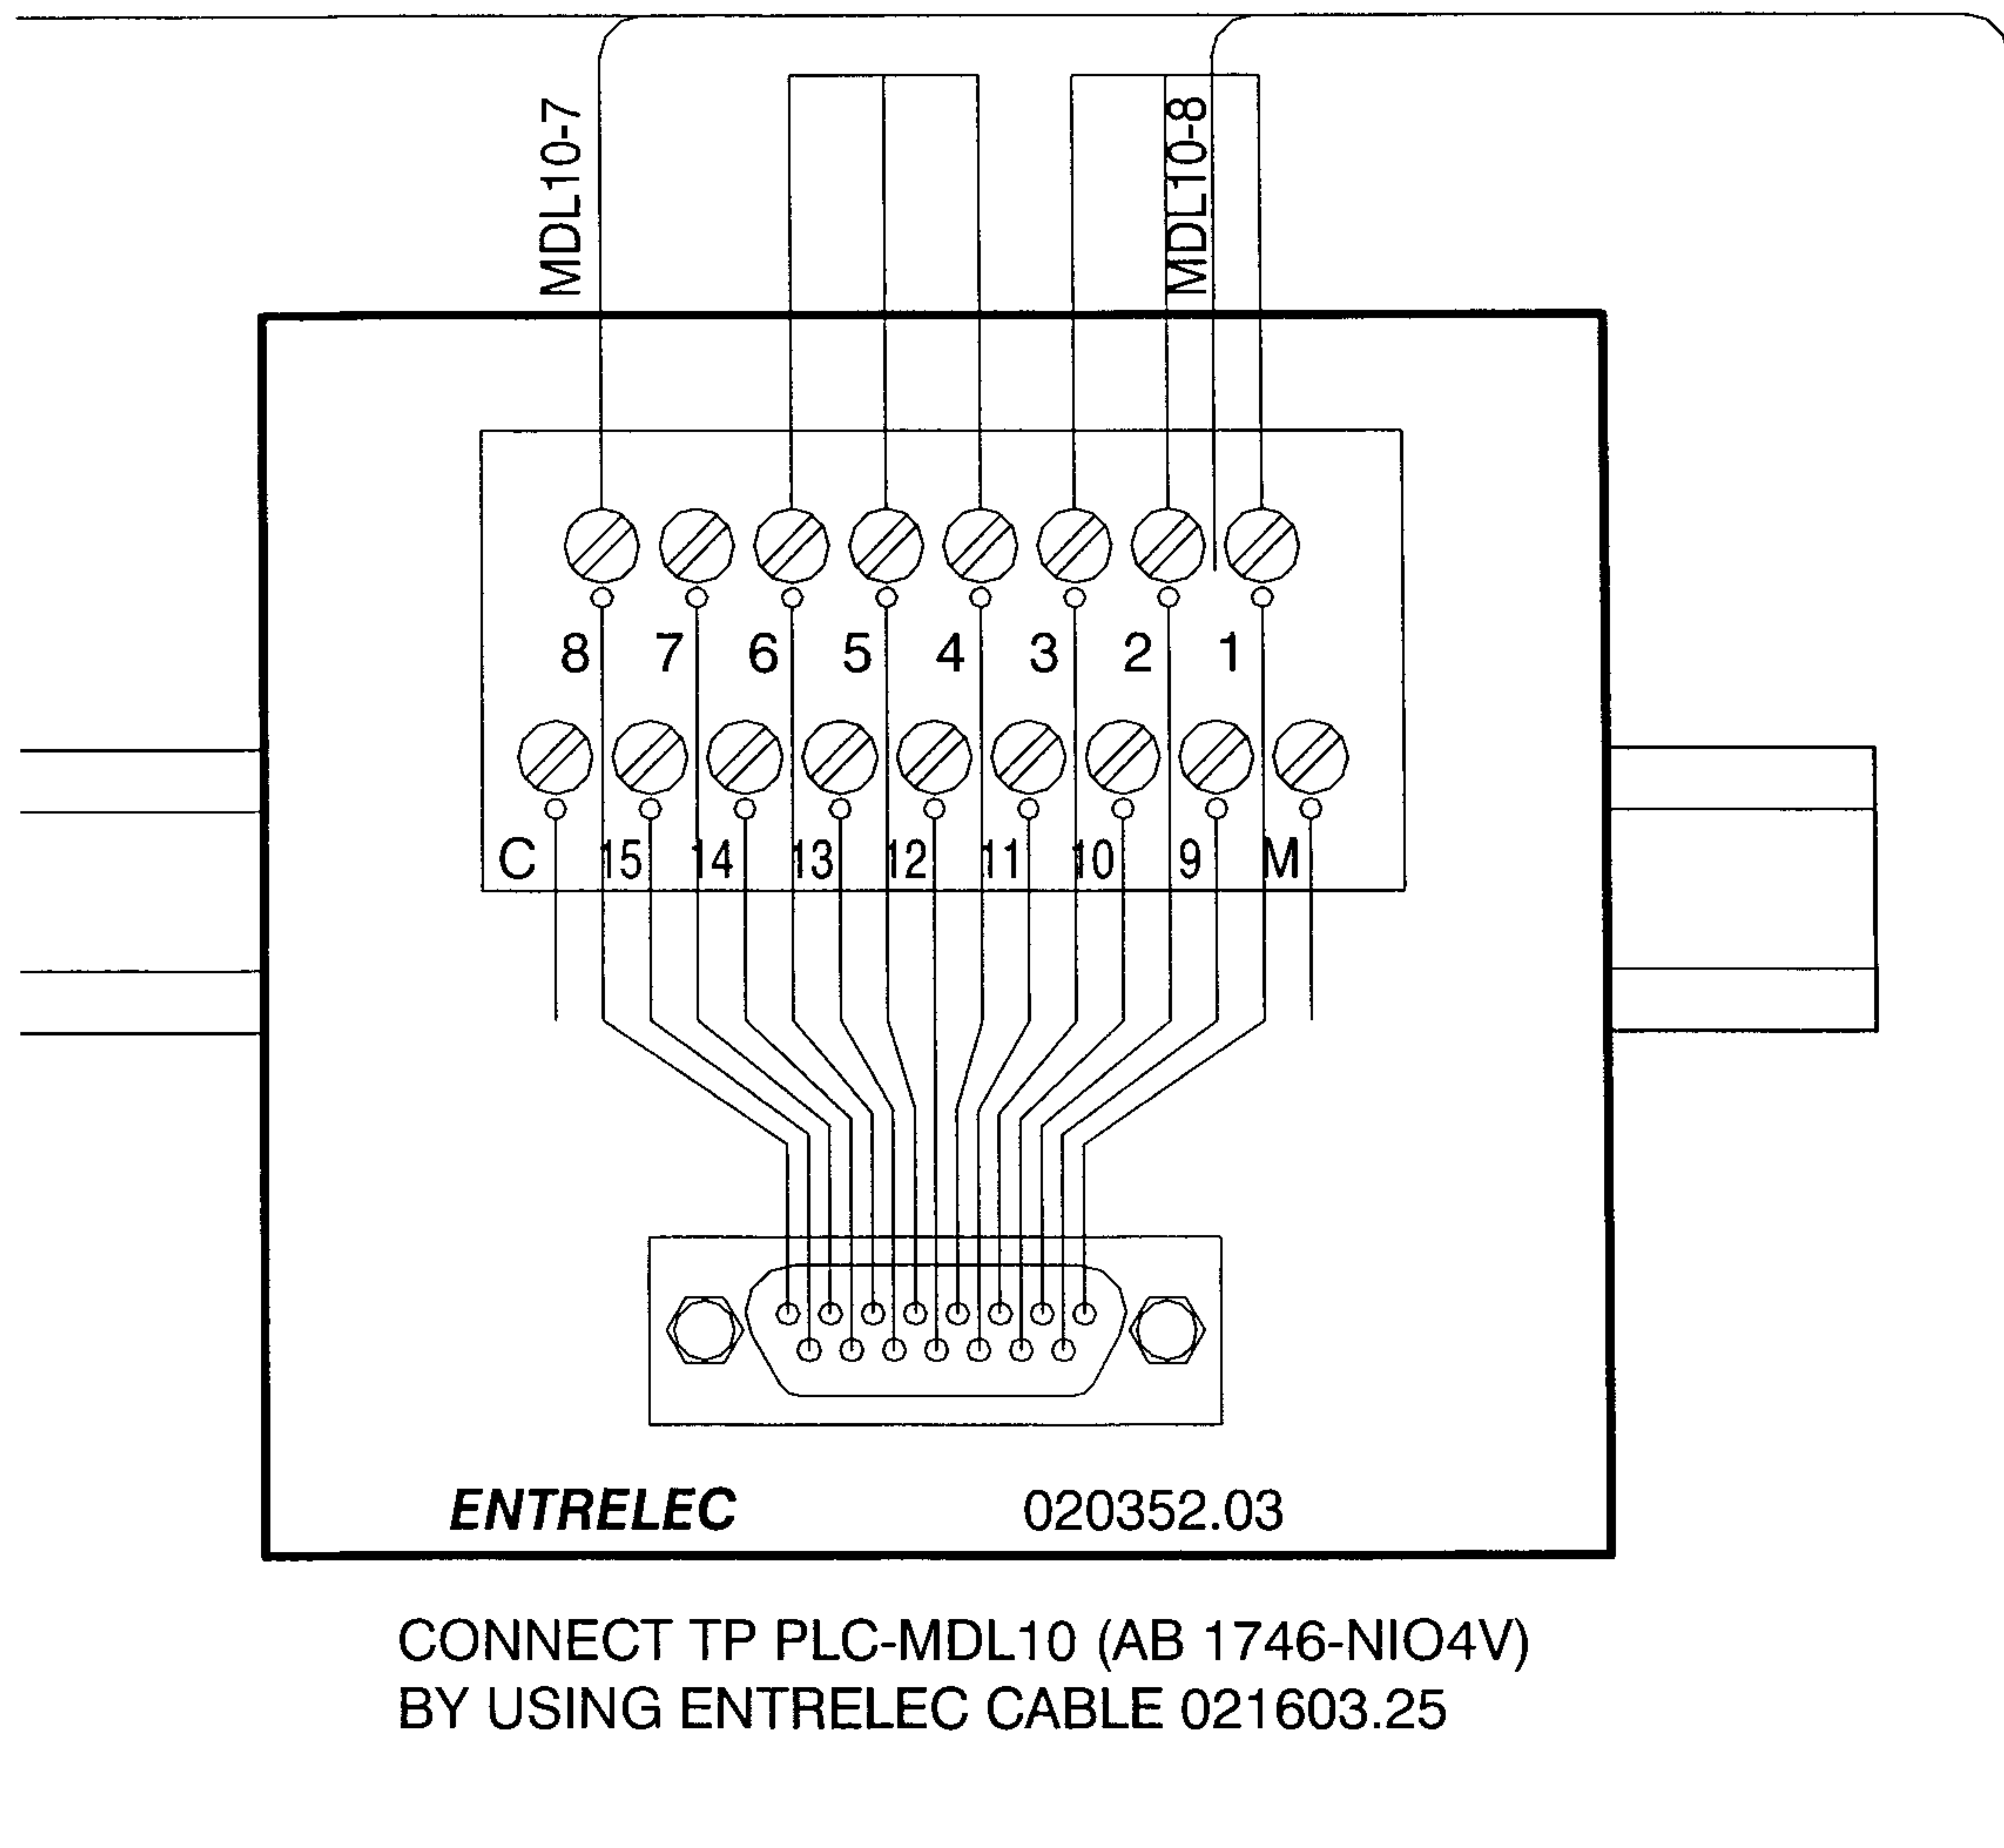 MDL10-7
MDL10-8
8 7 6 5 4 3 2 1
C 15 14 13 12 11 10 9 M
ENTRELEC 020352.03
CONNECT TP PLC-MDL10 (AB 1746-NIO4V)
BY USING ENTRELEC CABLE 021603.25